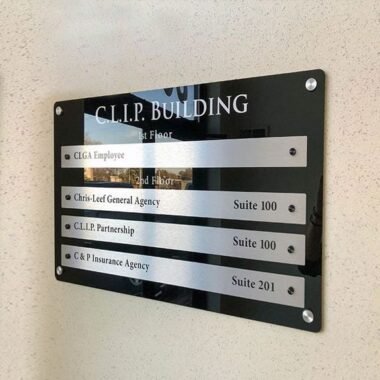 C.L.I.P. BUILDING
1st Floor
CLGA Employee
2nd Floor
Chris-Leef General Agency Suite 100
C.L.I.P. Partnership Suite 100
C & P Insurance Agency Suite 201